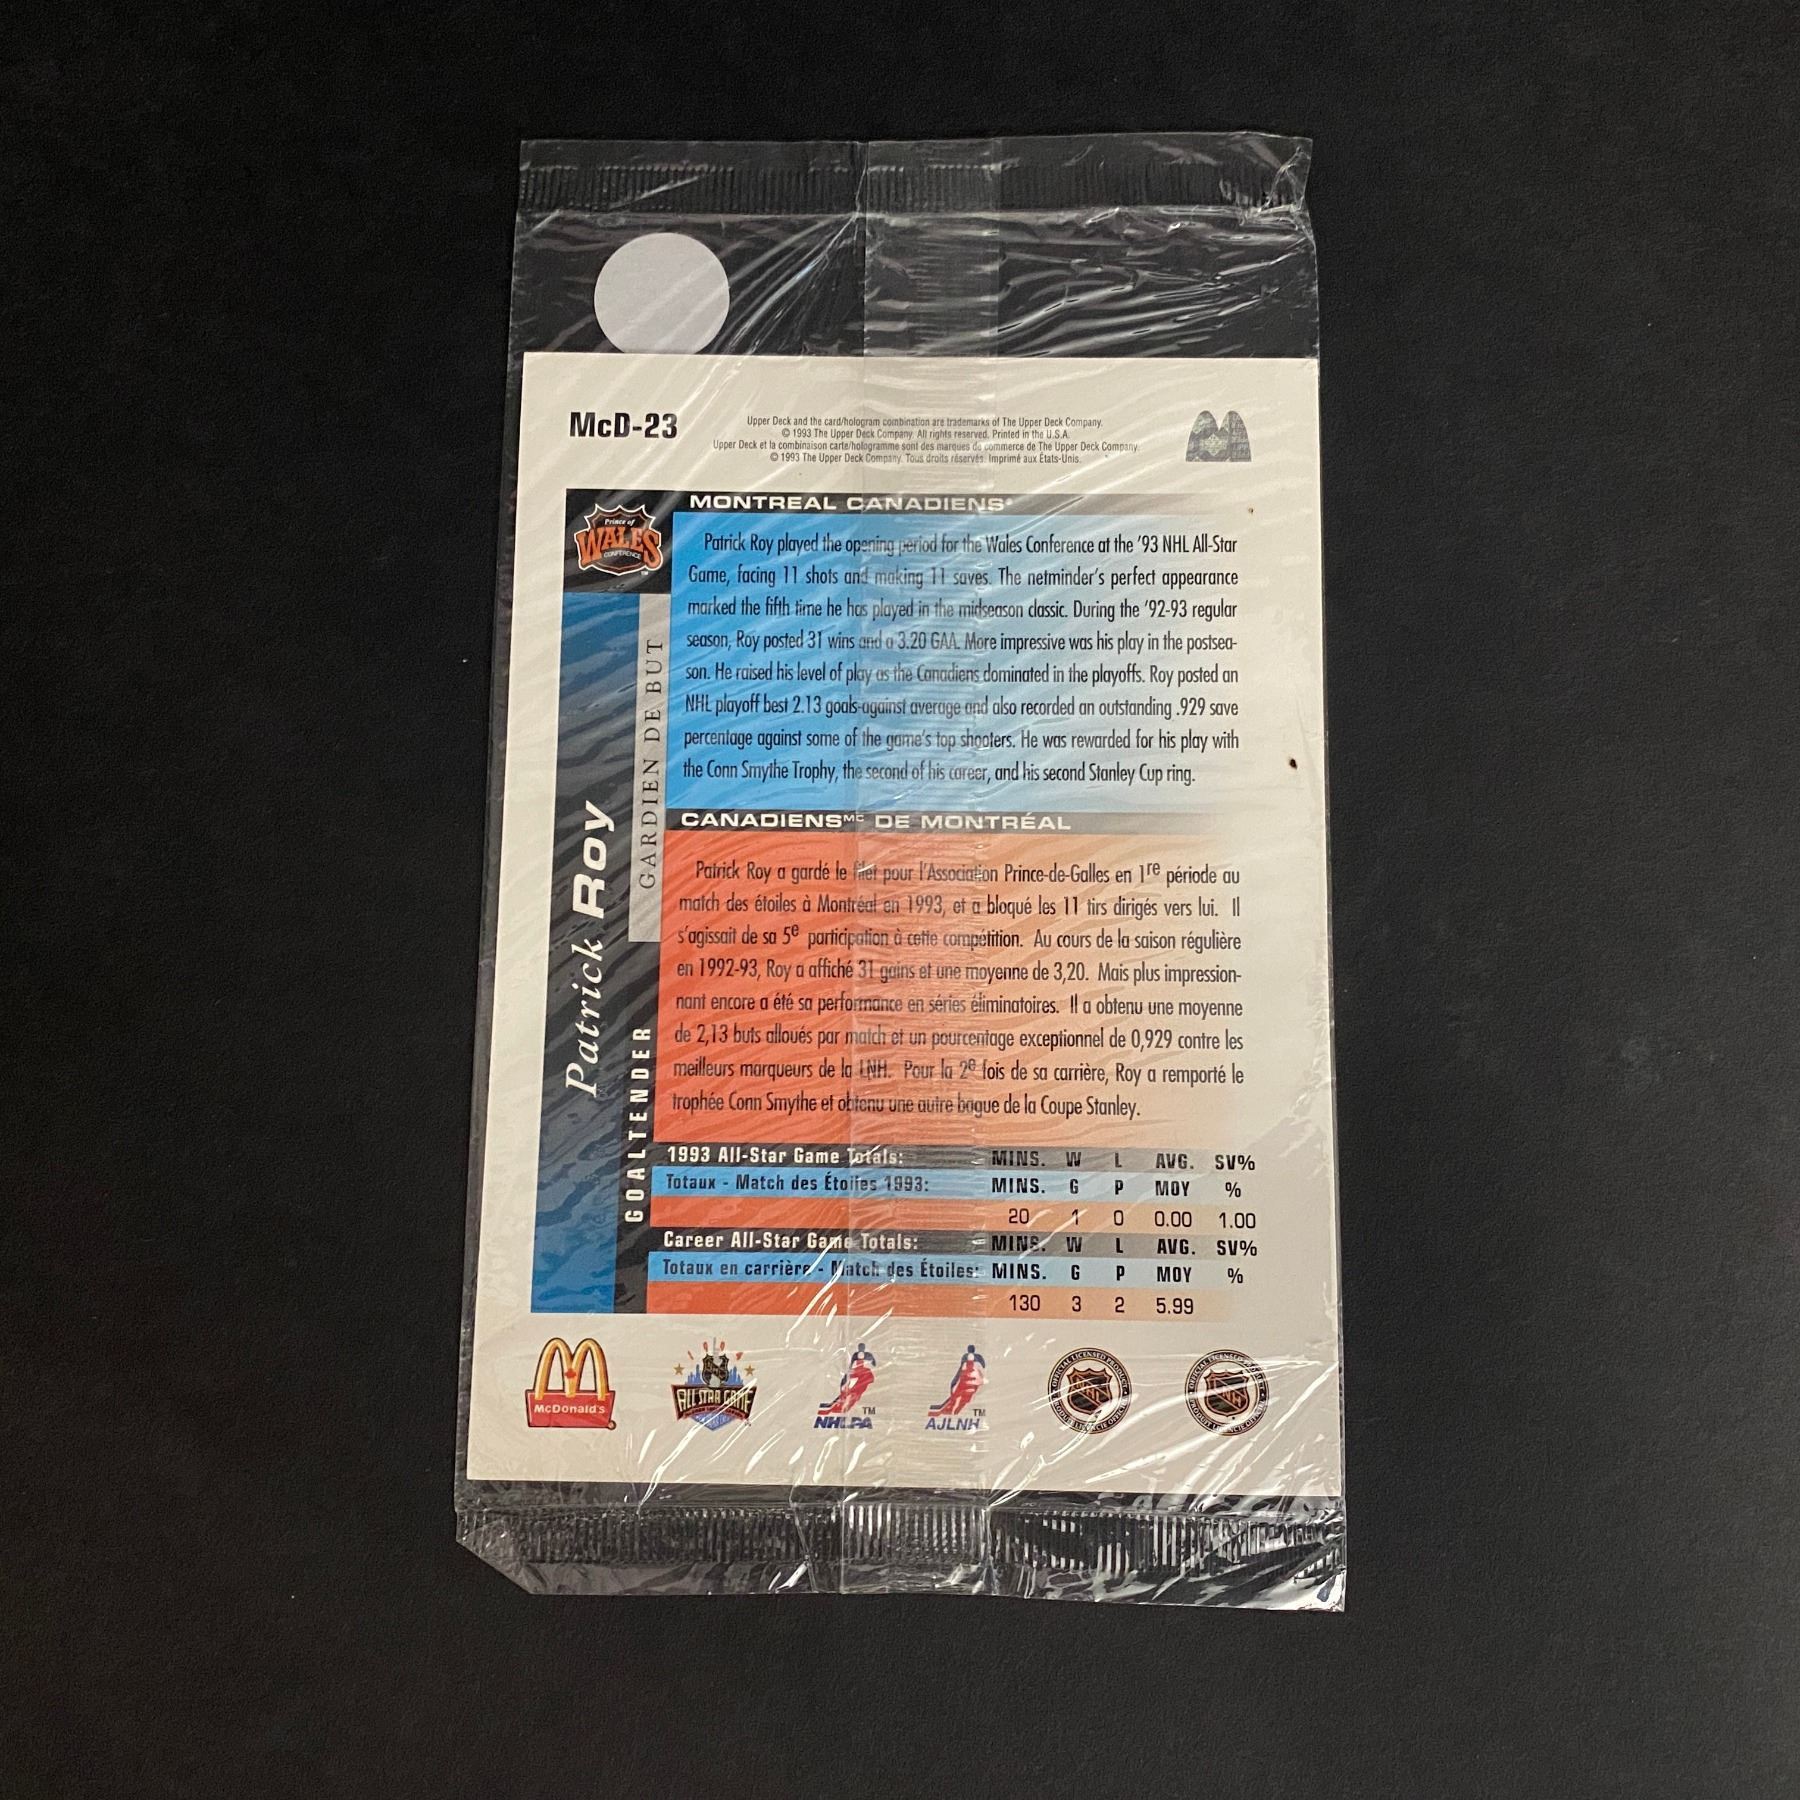 McD-23
Upper Deck and the card/hologram combination are trademarks of The Upper Deck Company.
© 1993 The Upper Deck Company. All rights reserved. Printed in the U.S.A.
Upper Deck et la combinaison carte/hologramme sont des marques de commerce de The Upper Deck Company.
© 1993 The Upper Deck Company. Tous droits réservés. Imprimé aux États-Unis.
Prince of
WALES
CONFERENCE
TM
Patrick Roy
GARDIEN DE BUT
GOALTENDER
MONTREAL CANADIENS
Patrick Roy played the opening period for the Wales Conference at the '93 NHL All-Star
Game, facing 11 shots and making 11 saves. The netminder's perfect appearance
marked the fifth time he has played in the midseason classic. During the '92-93 regular
season, Roy posted 31 wins and a 3.20 GAA. More impressive was his play in the postsea-
son. He raised his level of play as the Canadiens dominated in the playoffs. Roy posted an
NHL playoff best 2.13 goals-against average and also recorded an outstanding .929 save
percentage against some of the game's top shooters. He was rewarded for his play with
the Conn Smythe Trophy, the second of his career, and his second Stanley Cup ring.
CANADIENSᴹᶜ DE MONTRÉAL
Patrick Roy a gardé le filet pour l'Association Prince-de-Galles en 1re période au
match des étoiles à Montréal en 1993, et a bloqué les 11 tirs dirigés vers lui. Il
s'agissait de sa 5e participation à cette compétition. Au cours de la saison régulière
en 1992-93, Roy a affiché 31 gains et une moyenne de 3,20. Mais plus impression-
nant encore a été sa performance en séries éliminatoires. Il a obtenu une moyenne
de 2,13 buts alloués par match et un pourcentage exceptionnel de 0,929 contre les
meilleurs marqueurs de la LNH. Pour la 2e fois de sa carrière, Roy a remporté le
trophée Conn Smythe et obtenu une autre bague de la Coupe Stanley.
1993 All-Star Game Totals: MINS. W L AVG. SV%
Totaux - Match des Étoiles 1993: MINS. G P MOY %
20 1 0 0.00 1.00
Career All-Star Game Totals: MINS. W L AVG. SV%
Totaux en carrière - Match des Étoiles: MINS. G P MOY %
130 3 2 5.99
McDonald's
ALL STAR GAME
NHLPA TM
AJLNH TM
OFFICIAL LICENSED PRODUCT
OFFICIAL LICENSED PRODUCT